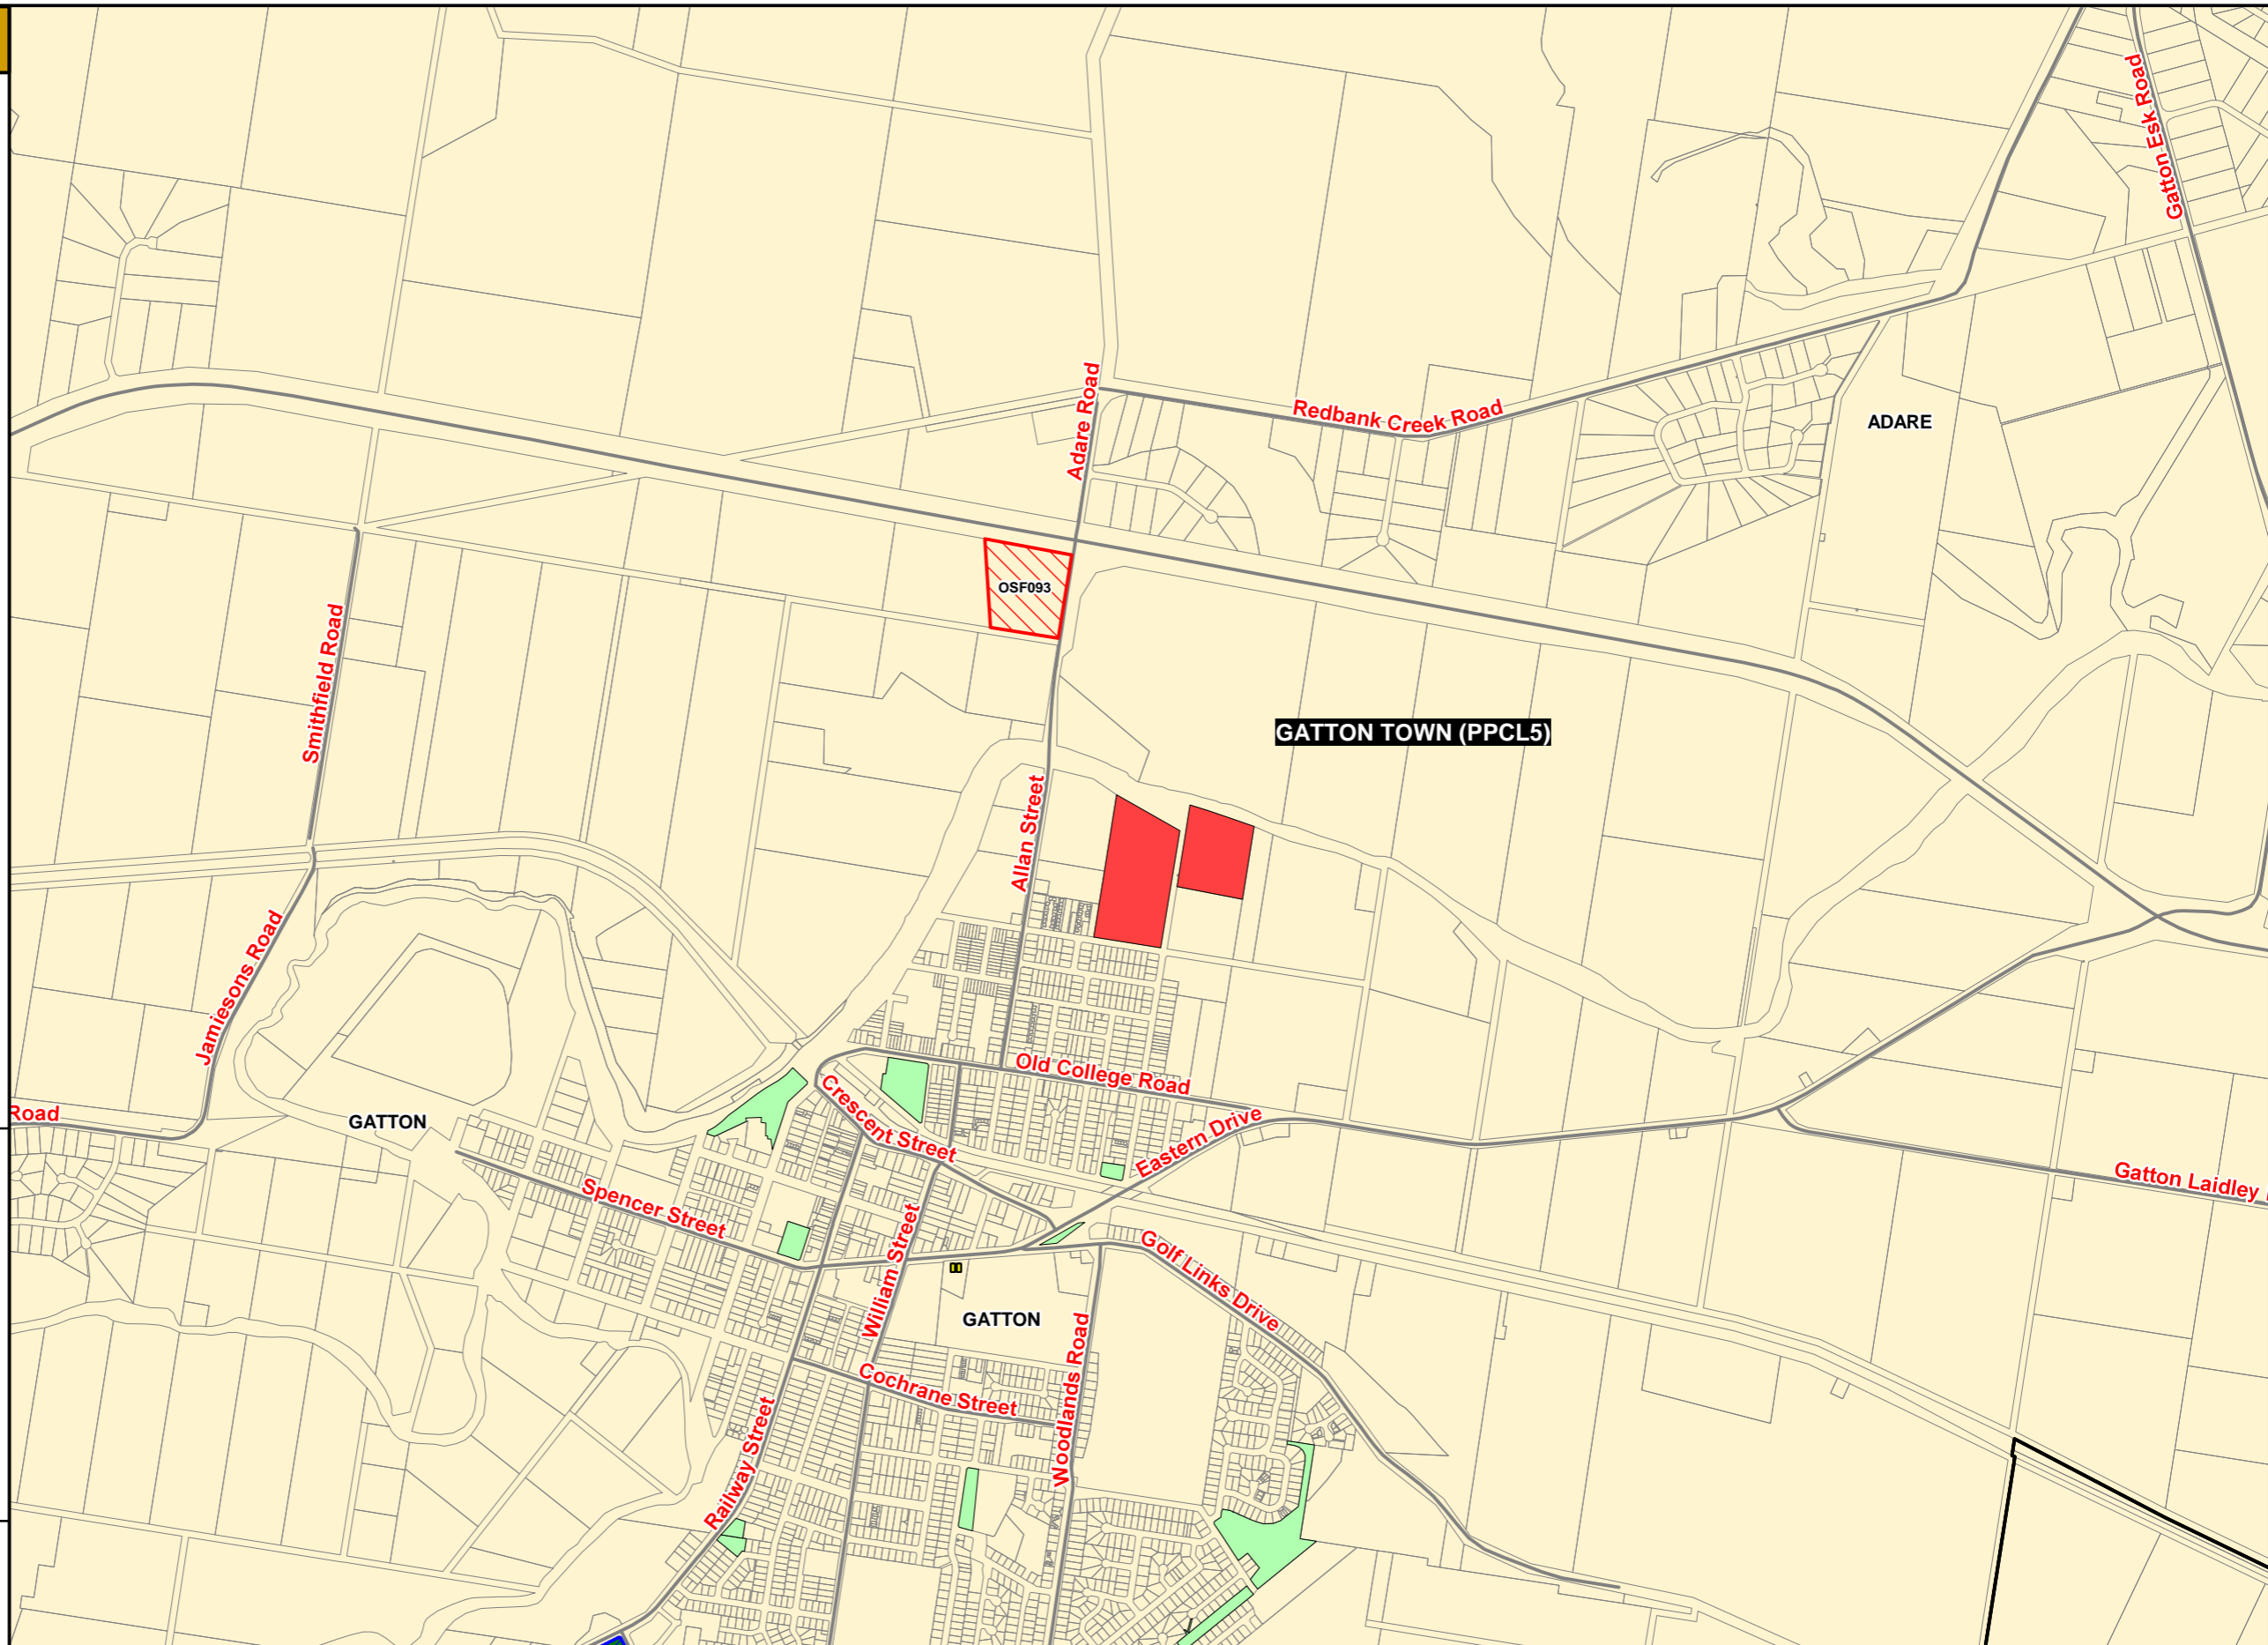 Gatton Esk Road
Adare Road
Redbank Creek Road
ADARE
OSF093
Smithfield Road
GATTON TOWN (PPCL5)
Allan Street
Jamiesons Road
Old College Road
Road
GATTON
Crescent Street
Eastern Drive
Gatton Laidley
Spencer Street
William Street
Golf Links Drive
GATTON
Woodlands Road
Cochrane Street
Railway Street